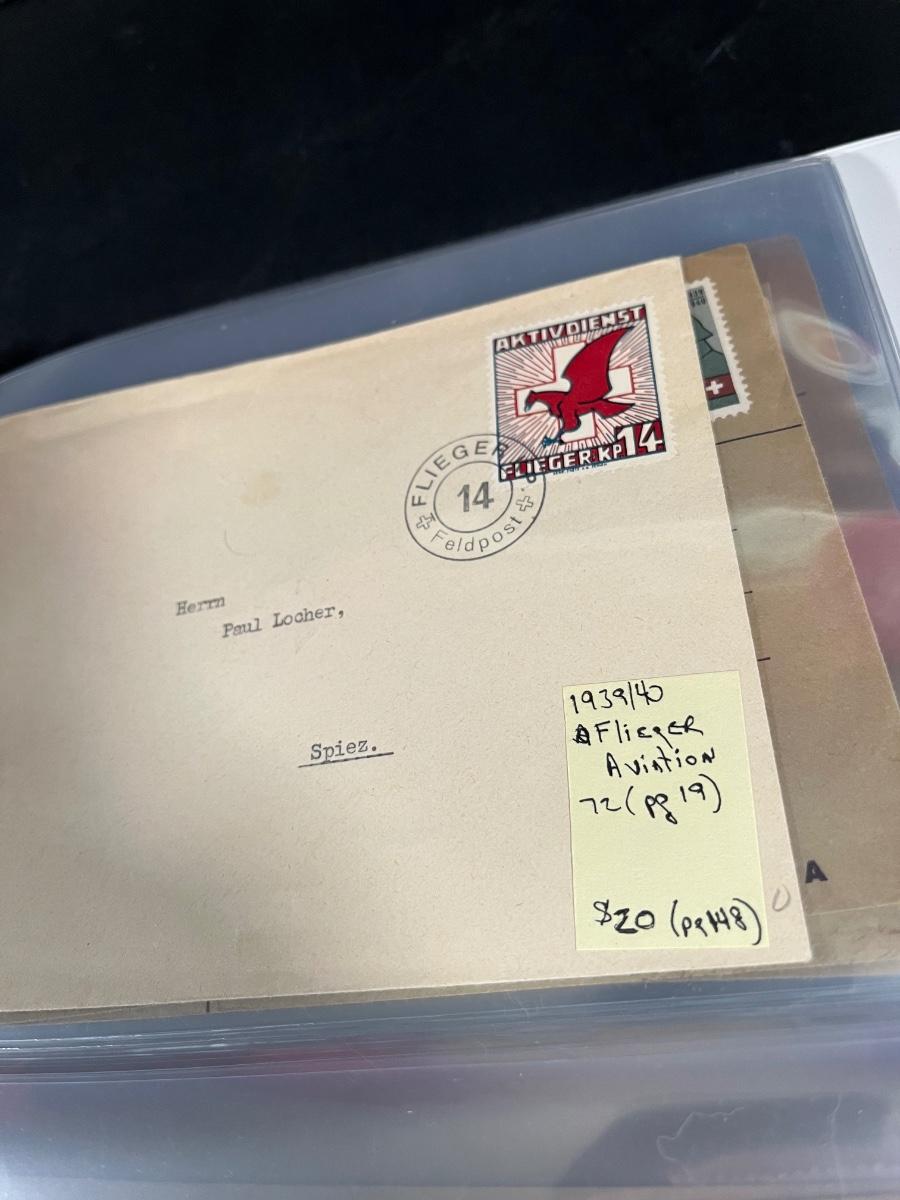 AKTIVDIENST
FLIEGER·KP 14
FLIEGER
14
Feldpost
Herrn
Paul Locher,
Spiez.
1939/40
Flieger
Aviation
72 (pg 19)
$20 (pg 148)
A